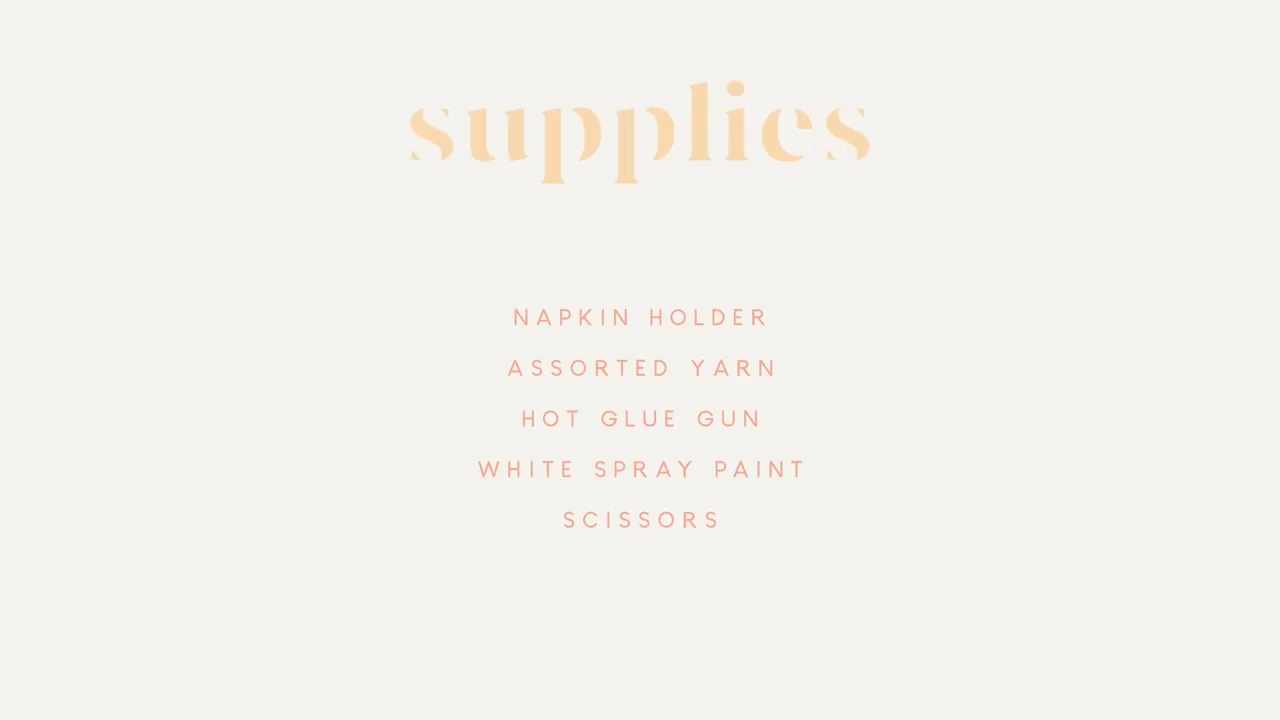 supplies
NAPKIN HOLDER
ASSORTED YARN
HOT GLUE GUN
WHITE SPRAY PAINT
SCISSORS